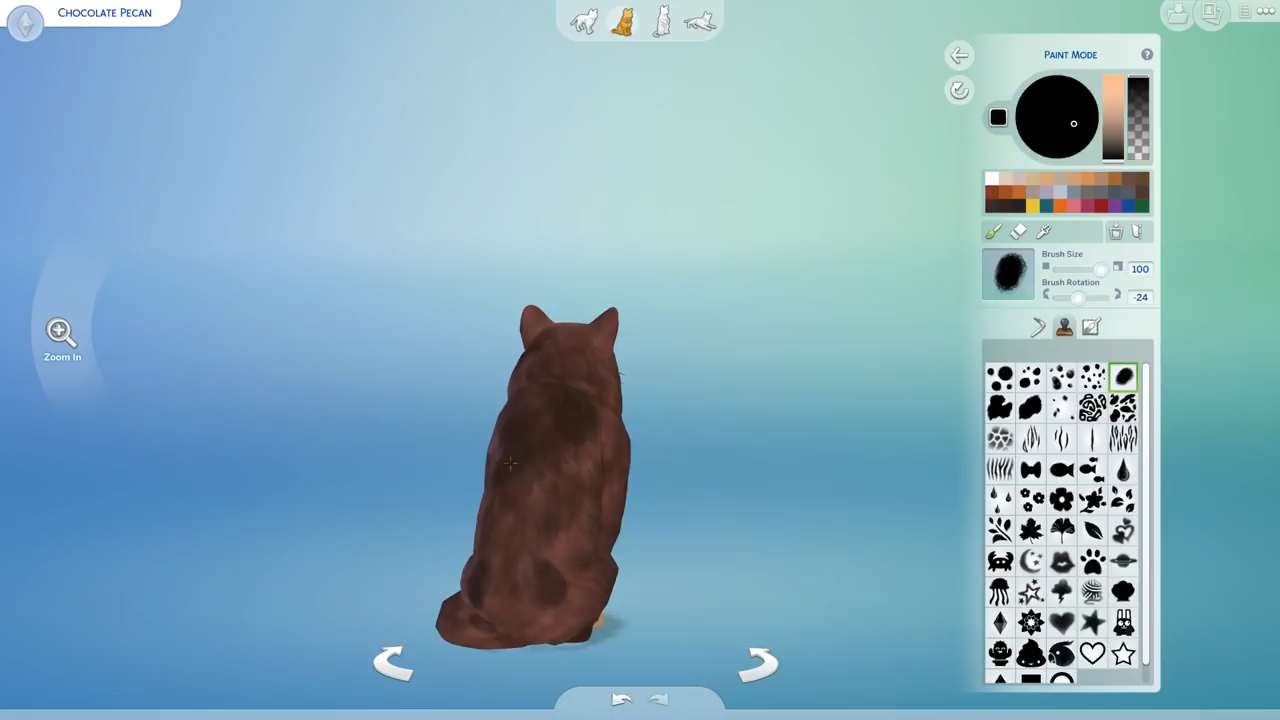 CHOCOLATE PECAN
PAINT MODE
?
Brush Size
100
Brush Rotation
-24
Zoom In